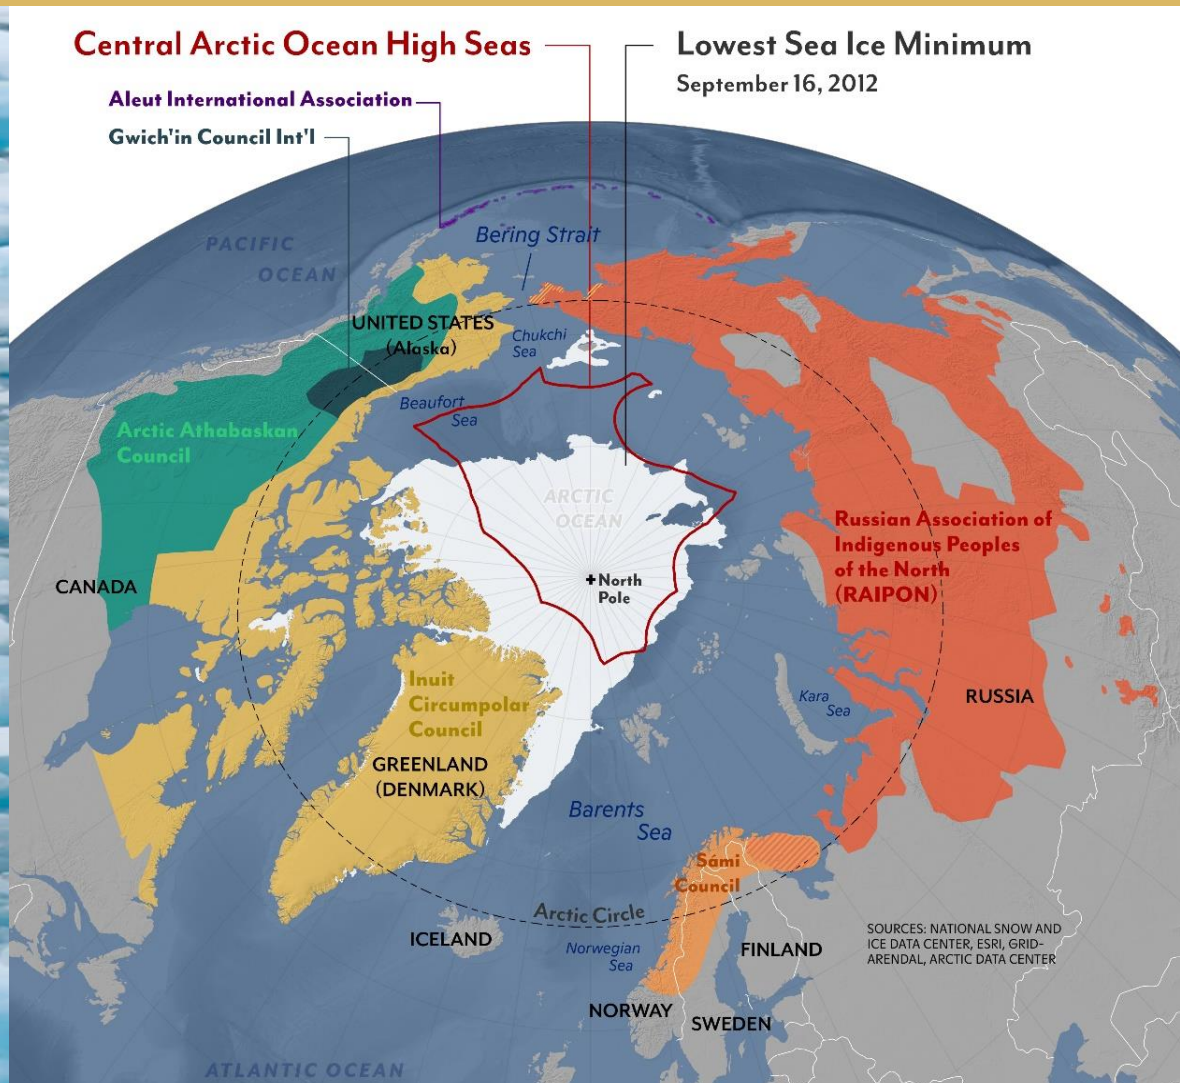 Central Arctic Ocean High Seas
Lowest Sea Ice Minimum
September 16, 2012
Aleut International Association
Gwich'in Council Int'l
PACIFIC
OCEAN
Bering Strait
UNITED STATES
(Alaska)
Chukchi
Sea
Beaufort
Sea
Arctic Athabaskan
Council
ARCTIC
OCEAN
Russian Association of
Indigenous Peoples
of the North
(RAIPON)
CANADA
North
Pole
Inuit
Circumpolar
Council
GREENLAND
(DENMARK)
Kara
Sea
RUSSIA
Barents
Sea
Sámi
Council
Arctic Circle
ICELAND
Norwegian
Sea
FINLAND
SOURCES: NATIONAL SNOW AND
ICE DATA CENTER, ESRI, GRID-
ARENDAL, ARCTIC DATA CENTER
NORWAY
SWEDEN
ATLANTIC OCEAN